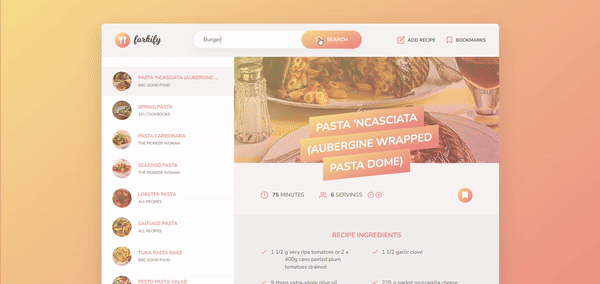 forkify
Burger
SEARCH
ADD RECIPE
BOOKMARKS
PASTA 'NCASCIATA (AUBERGINE ...
BBC GOOD FOOD
SPRING PASTA
101 COOKBOOKS
PASTA CARBONARA
THE PIONEER WOMAN
SEAFOOD PASTA
THE PIONEER WOMAN
LOBSTER PASTA
ALL RECIPES
SAUSAGE PASTA
ALL RECIPES
TUNA PASTA BAKE
BBC GOOD FOOD
PESTO PASTA SALAD
PASTA 'NCASCIATA
(AUBERGINE WRAPPED
PASTA DOME)
75 MINUTES
6 SERVINGS
RECIPE INGREDIENTS
1 1/2 g very ripe tomatoes or 2 x
400g cans peeled plum
tomatoes drained
1 1/2 garlic clove
9 tbsps extra-virgin olive oil
225 g packet mozzarella cheese